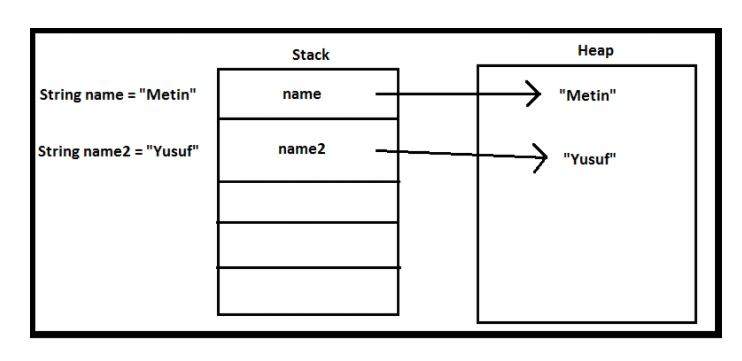 Stack
Heap
String name = "Metin"
name
"Metin"
String name2 = "Yusuf"
name2
"Yusuf"